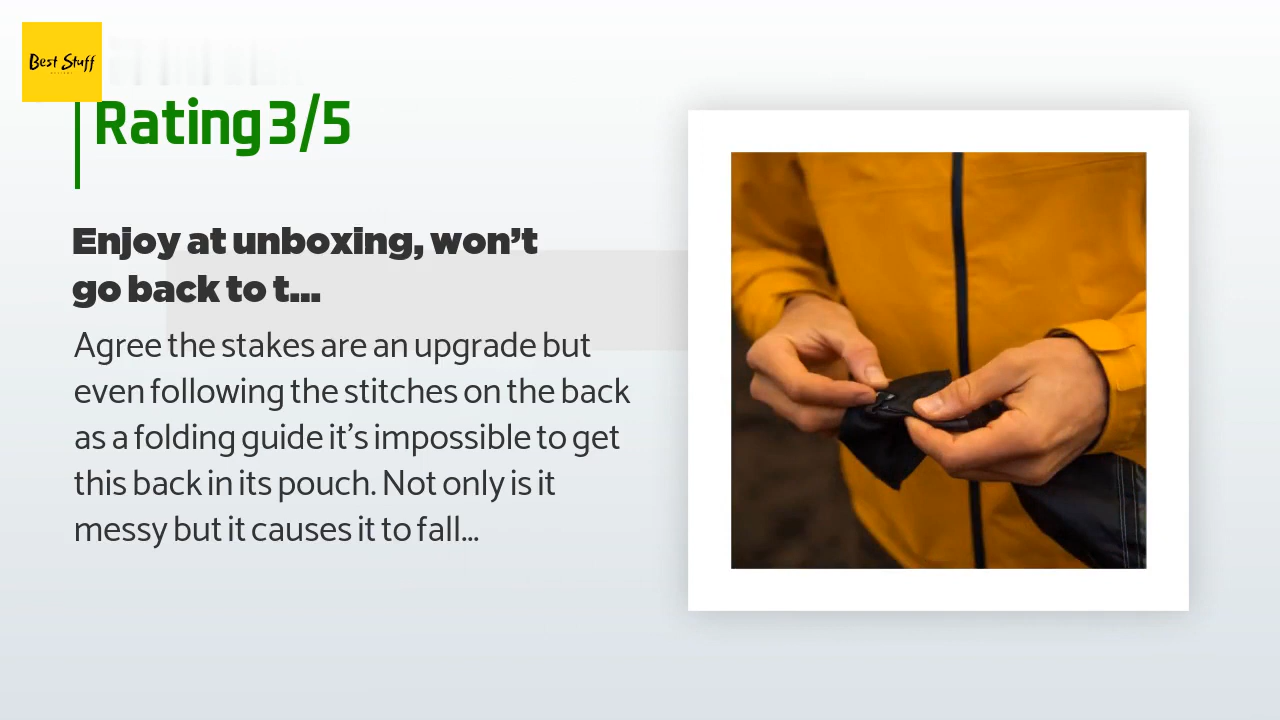 Best Stuff
Rating 3/5
Enjoy at unboxing, won't
go back to t...
Agree the stakes are an upgrade but
even following the stitches on the back
as a folding guide it's impossible to get
this back in its pouch. Not only is it
messy but it causes it to fall...